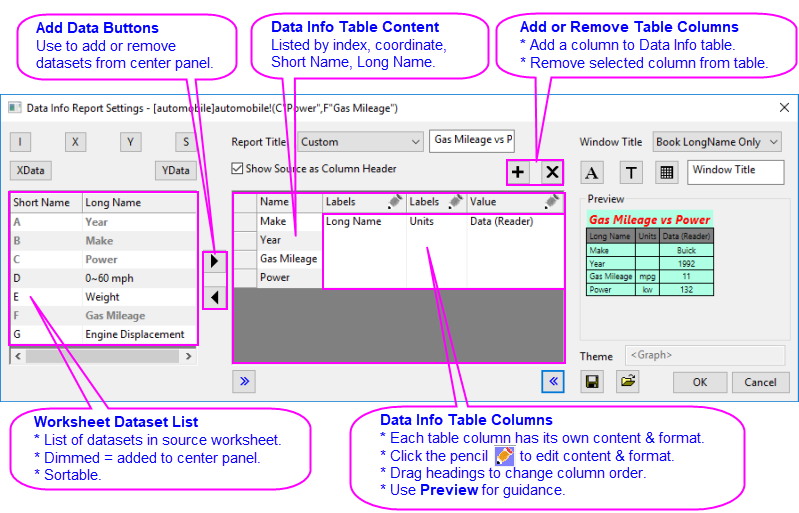 Add Data Buttons
Use to add or remove
datasets from center panel.
Data Info Table Content
Listed by index, coordinate,
Short Name, Long Name.
Add or Remove Table Columns
* Add a column to Data Info table.
* Remove selected column from table.
Data Info Report Settings - [automobile]automobile!(C"Power",F"Gas Mileage")
I X Y S
XData YData
Report Title Custom Gas Mileage vs P
Show Source as Column Header
Window Title Book LongName Only
A T Window Title
Short Name Long Name
A Year
B Make
C Power
D 0~60 mph
E Weight
F Gas Mileage
G Engine Displacement
Name Labels Labels Value
Make Long Name Units Data (Reader)
Year
Gas Mileage
Power
Preview
Gas Mileage vs Power
Long Name Units Data (Reader)
Make Buick
Year 1992
Gas Mileage mpg 11
Power kw 132
Theme <Graph>
OK Cancel
Worksheet Dataset List
* List of datasets in source worksheet.
* Dimmed = added to center panel.
* Sortable.
Data Info Table Columns
* Each table column has its own content & format.
* Click the pencil to edit content & format.
* Drag headings to change column order.
* Use Preview for guidance.